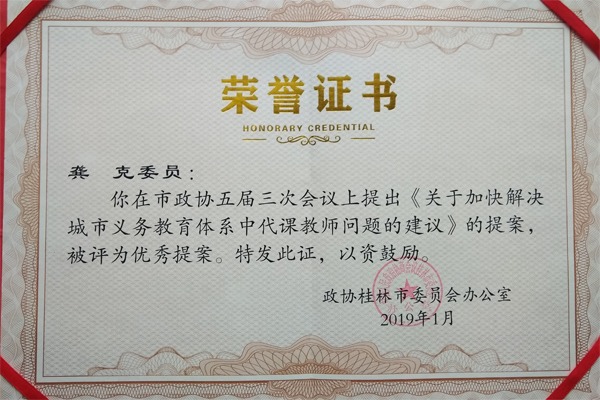 荣誉证书
HONORARY CREDENTIAL
龚 克委员：
你在市政协五届三次会议上提出《关于加快解决
城市义务教育体系中代课教师问题的建议》的提案，
被评为优秀提案。特发此证，以资鼓励。
政协桂林市委员会办公室
2019年1月